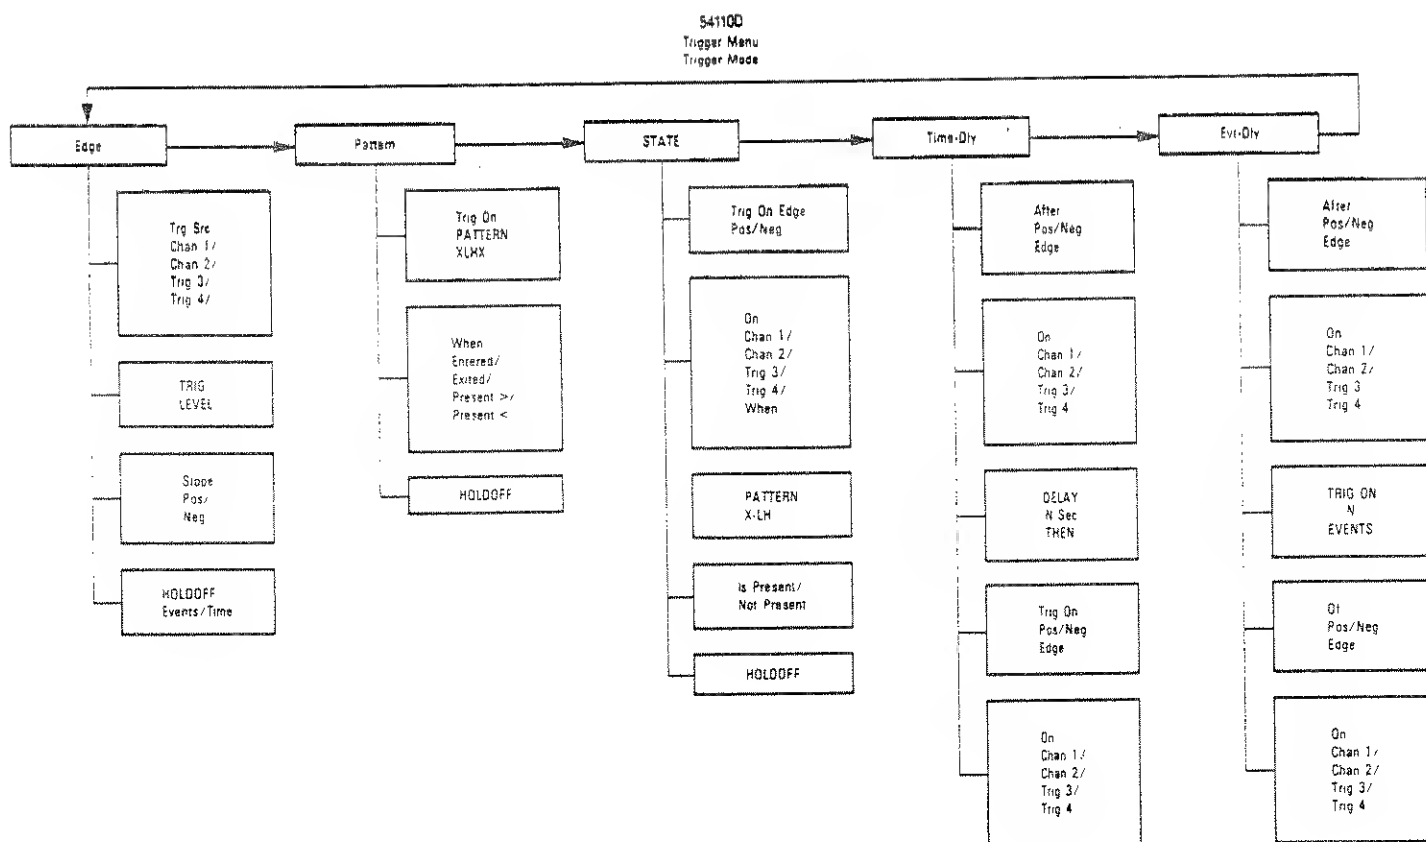 54110D
Trigger Menu
Trigger Mode
Edge
Pattern
STATE
Time-Dly
Evt-Dly
Trg Src
Chan 1/
Chan 2/
Trig 3/
Trig 4/
TRIG
LEVEL
Slope
Pos/
Neg
HOLDOFF
Events/Time
Trig On
PATTERN
XLHX
When
Entered/
Exited/
Present >/
Present <
HOLDOFF
Trig On Edge
Pos/Neg
On
Chan 1/
Chan 2/
Trig 3/
Trig 4/
When
PATTERN
X-LH
Is Present/
Not Present
HOLDOFF
After
Pos/Neg
Edge
On
Chan 1/
Chan 2/
Trig 3/
Trig 4
DELAY
N Sec
THEN
Trig On
Pos/Neg
Edge
On
Chan 1/
Chan 2/
Trig 3/
Trig 4
After
Pos/Neg
Edge
On
Chan 1/
Chan 2/
Trig 3
Trig 4
TRIG ON
N
EVENTS
Of
Pos/Neg
Edge
On
Chan 1/
Chan 2/
Trig 3/
Trig 4